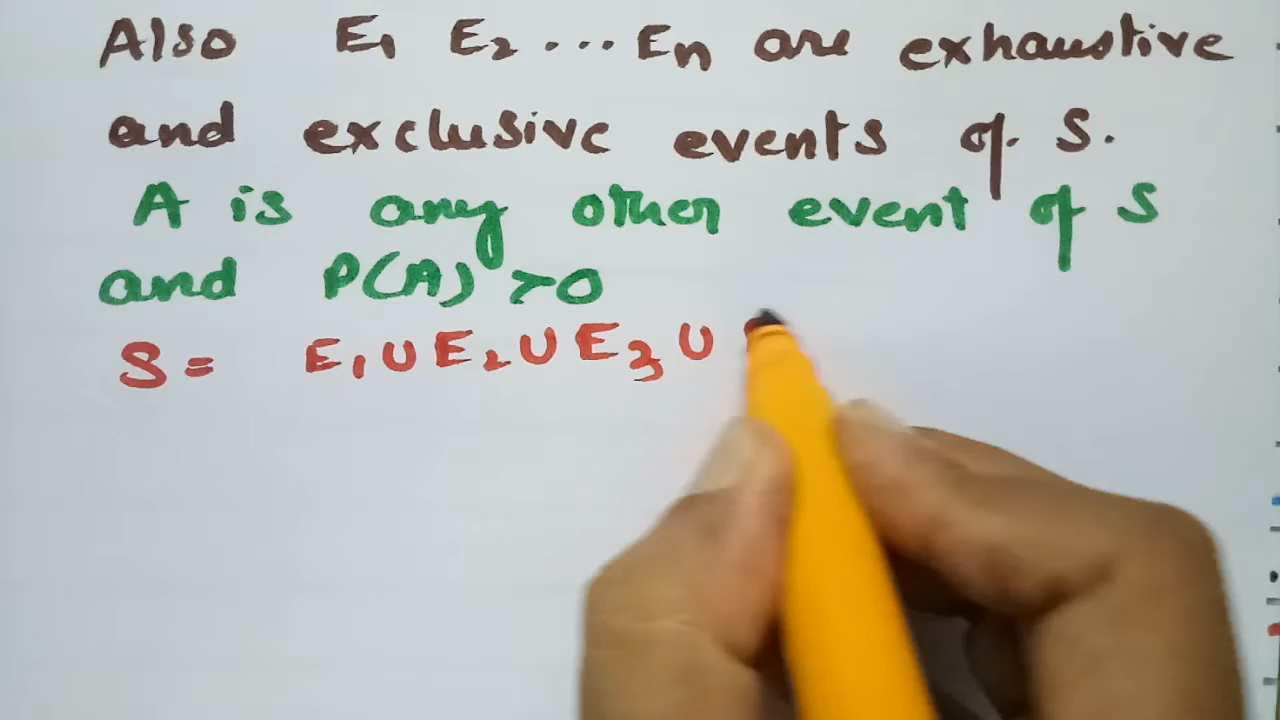 Also E1 E2 ... En are exhaustive
and exclusive events of S.
A is any other event of S
and P(A) >0
S= E1 U E2 U E3 U